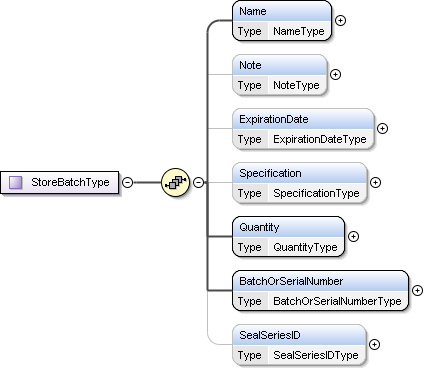 Name
Type NameType
Note
Type NoteType
ExpirationDate
Type ExpirationDateType
Specification
Type SpecificationType
StoreBatchType
Quantity
Type QuantityType
BatchOrSerialNumber
Type BatchOrSerialNumberType
SealSeriesID
Type SealSeriesIDType